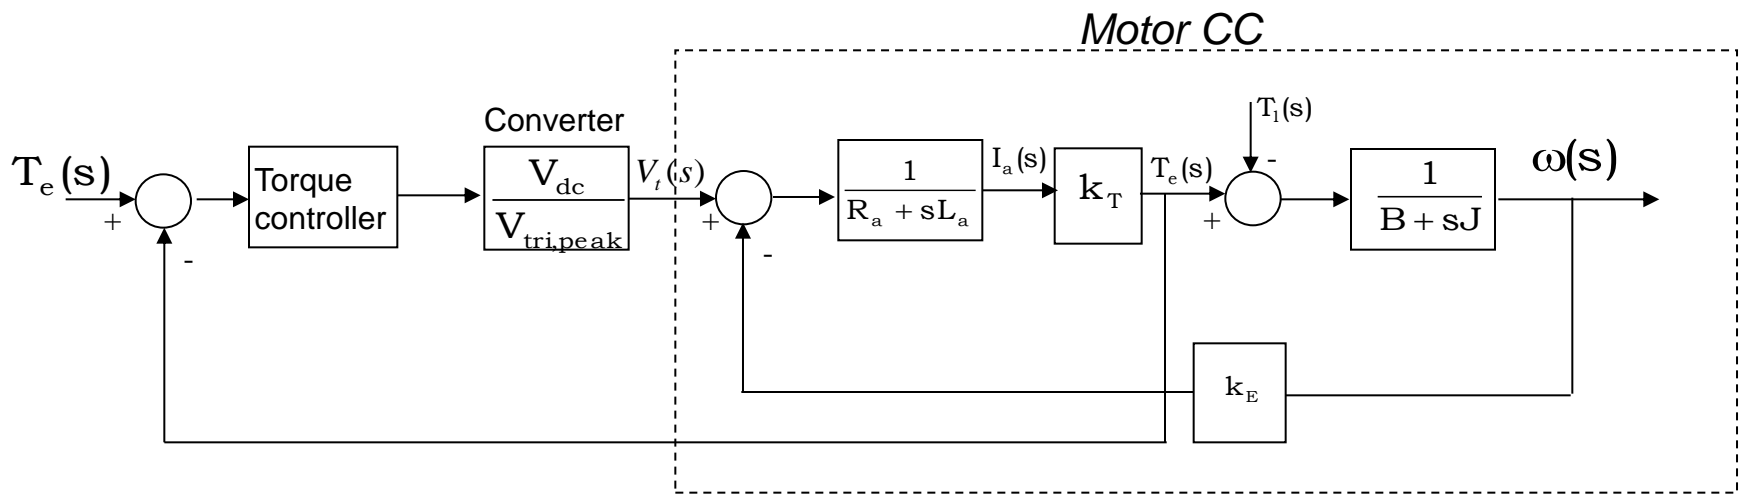 Motor CC
T_l(s)
Converter
T_e(s)
+
-
Torque
controller
V_dc
V_tri,peak
V_t(s)
+
-
1
R_a + sL_a
I_a(s)
k_T
T_e(s)
+
-
1
B + sJ
ω(s)
k_E